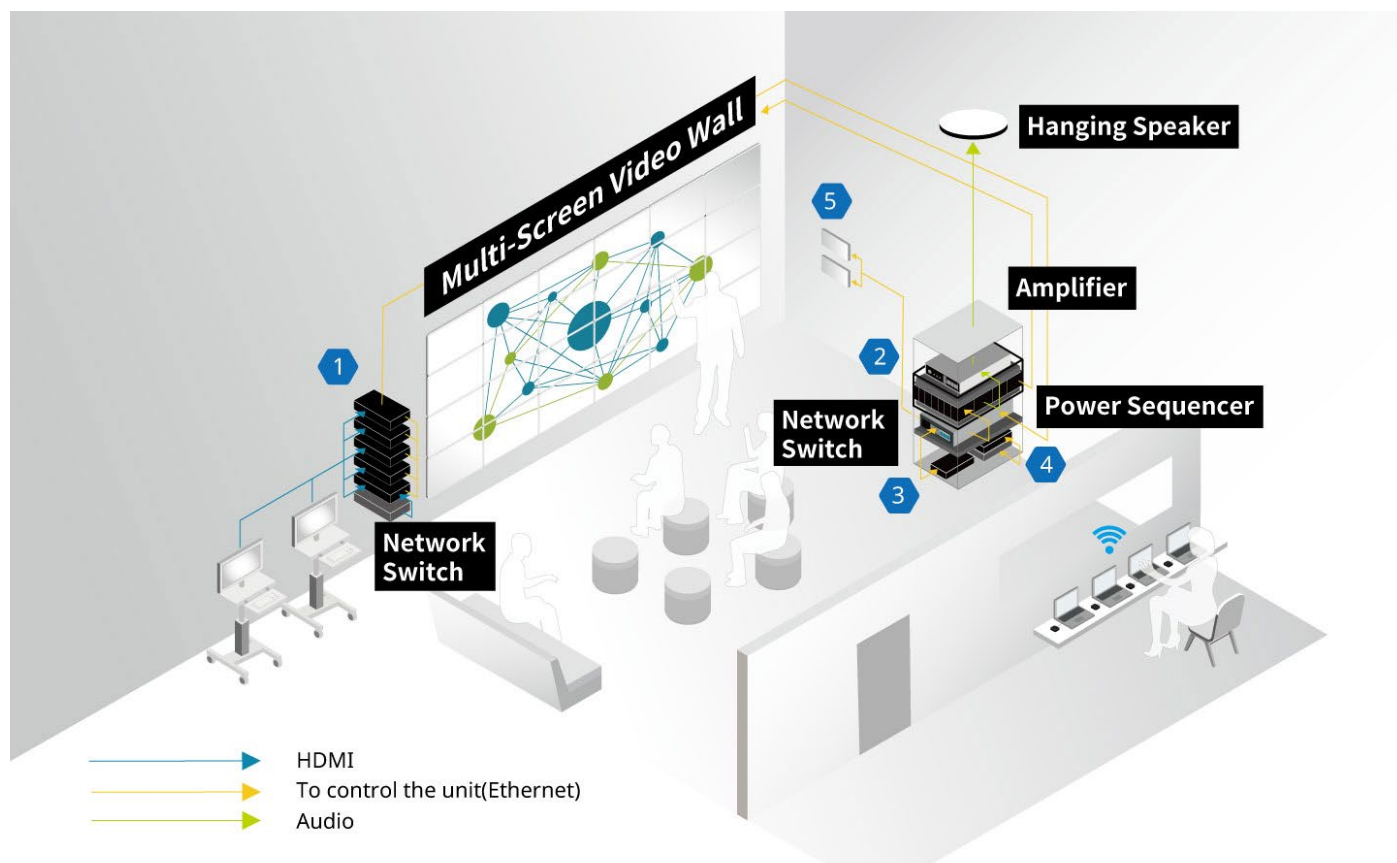 Multi-Screen Video Wall
Hanging Speaker
5
Amplifier
1
2
Power Sequencer
Network
Switch
4
3
Network
Switch
HDMI
To control the unit(Ethernet)
Audio